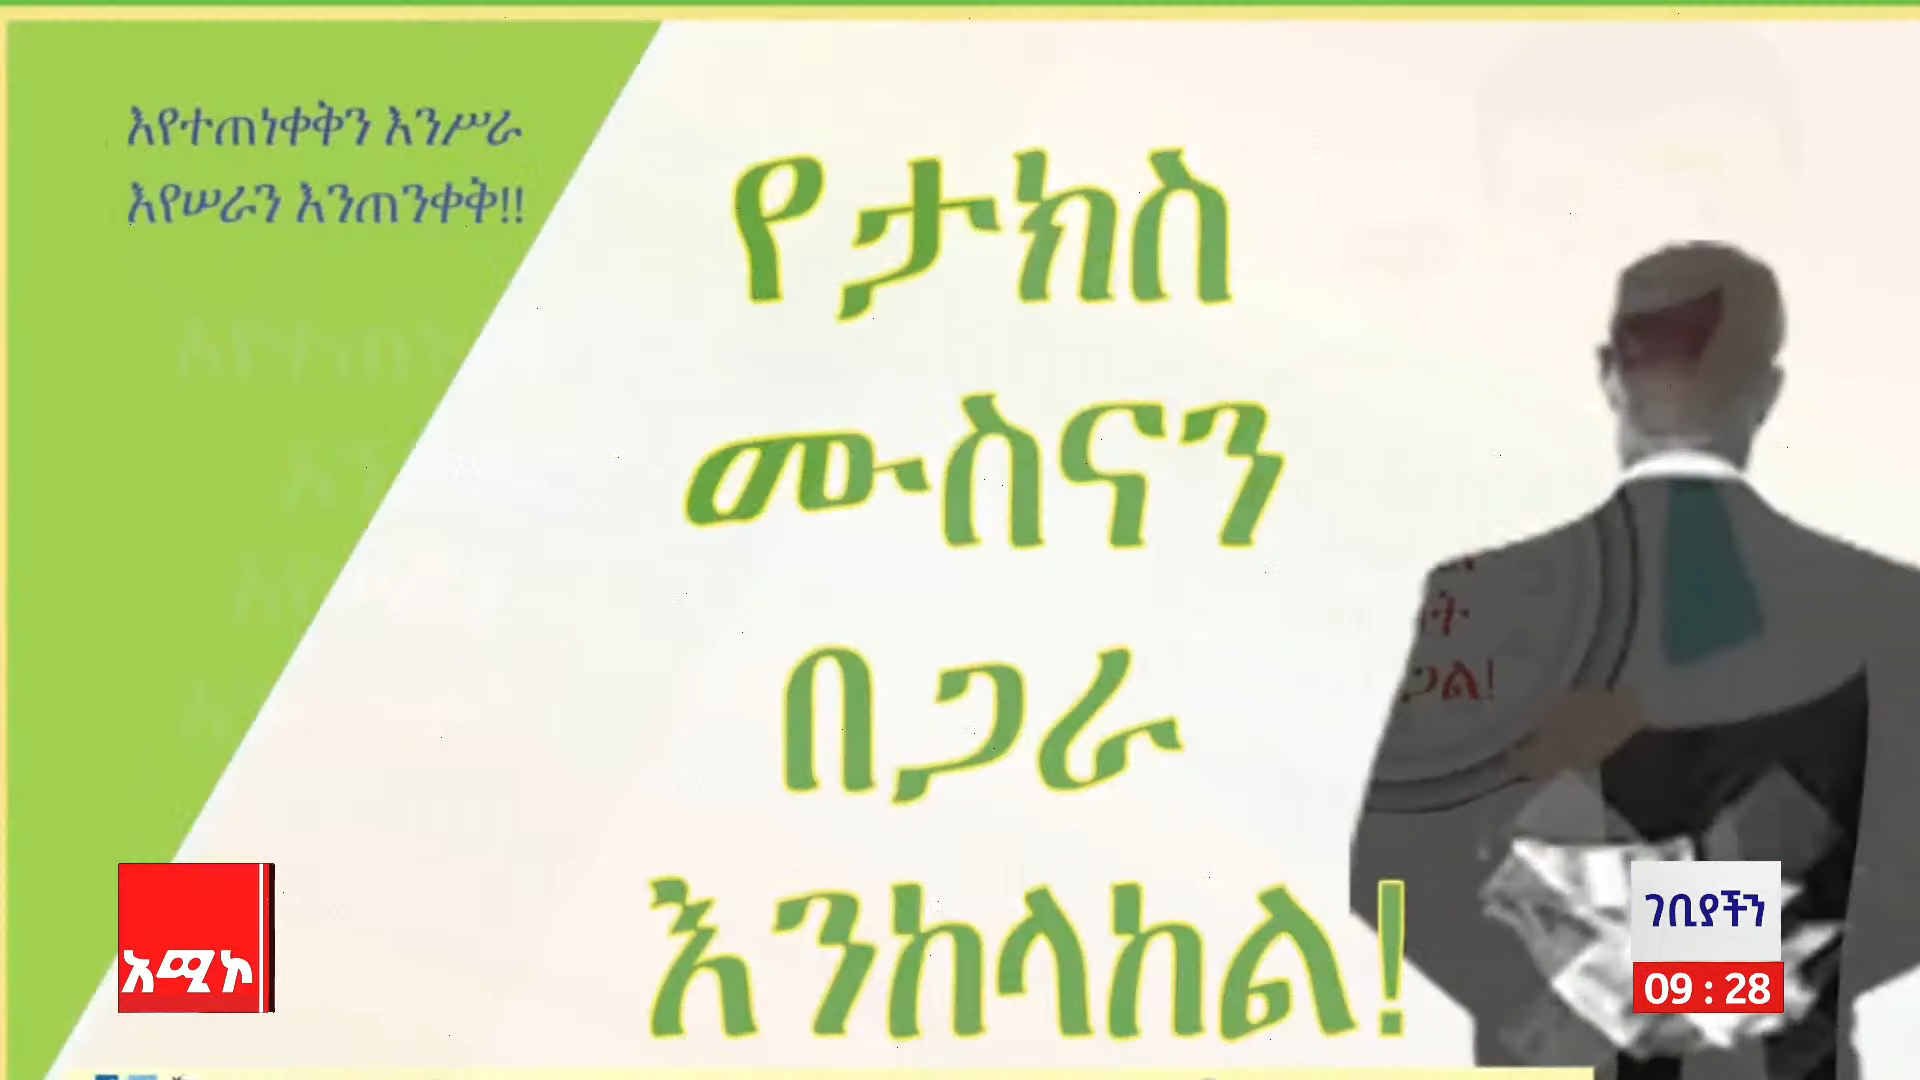 እየተጠነቀቅን እንሥራ
እየሠራን እንጠንቀቅ!!
የታክስ
ሙስናን
በጋራ
እንከላከል!
አሚኮ
ገቢያችን
09 : 28